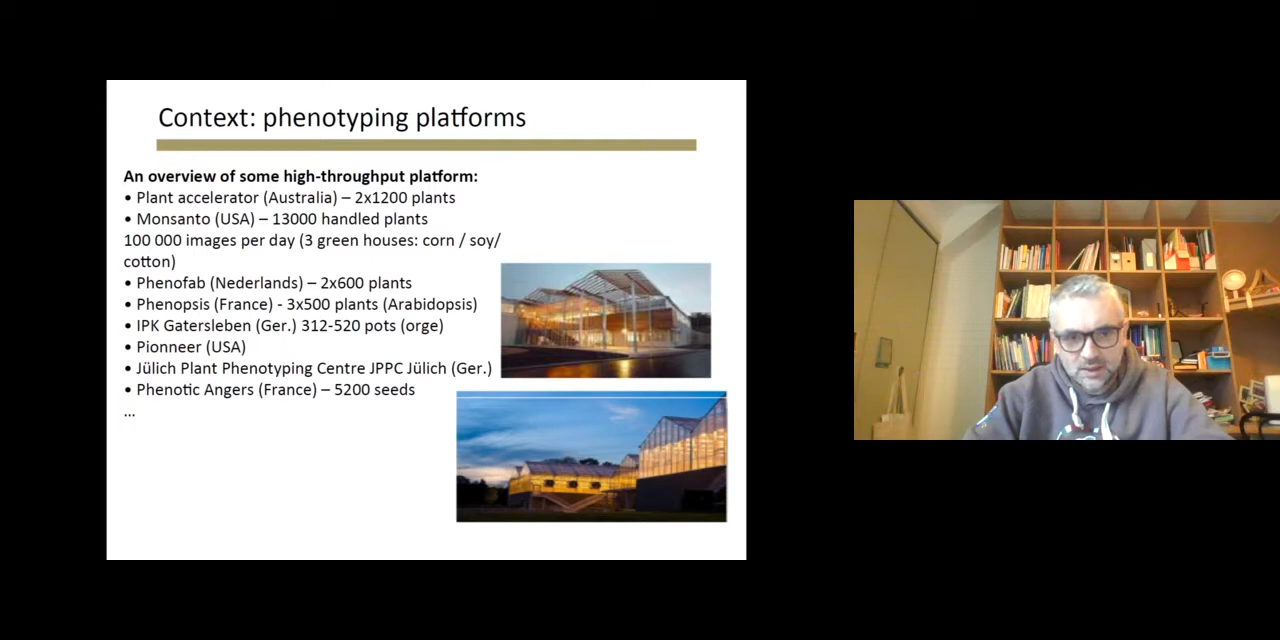 Context: phenotyping platforms
An overview of some high-throughput platform:
• Plant accelerator (Australia) – 2x1200 plants
• Monsanto (USA) – 13000 handled plants
100 000 images per day (3 green houses: corn / soy/
cotton)
• Phenofab (Nederlands) – 2x600 plants
• Phenopsis (France) - 3x500 plants (Arabidopsis)
• IPK Gatersleben (Ger.) 312-520 pots (orge)
• Pionneer (USA)
• Jülich Plant Phenotyping Centre JPPC Jülich (Ger.)
• Phenotic Angers (France) – 5200 seeds
...